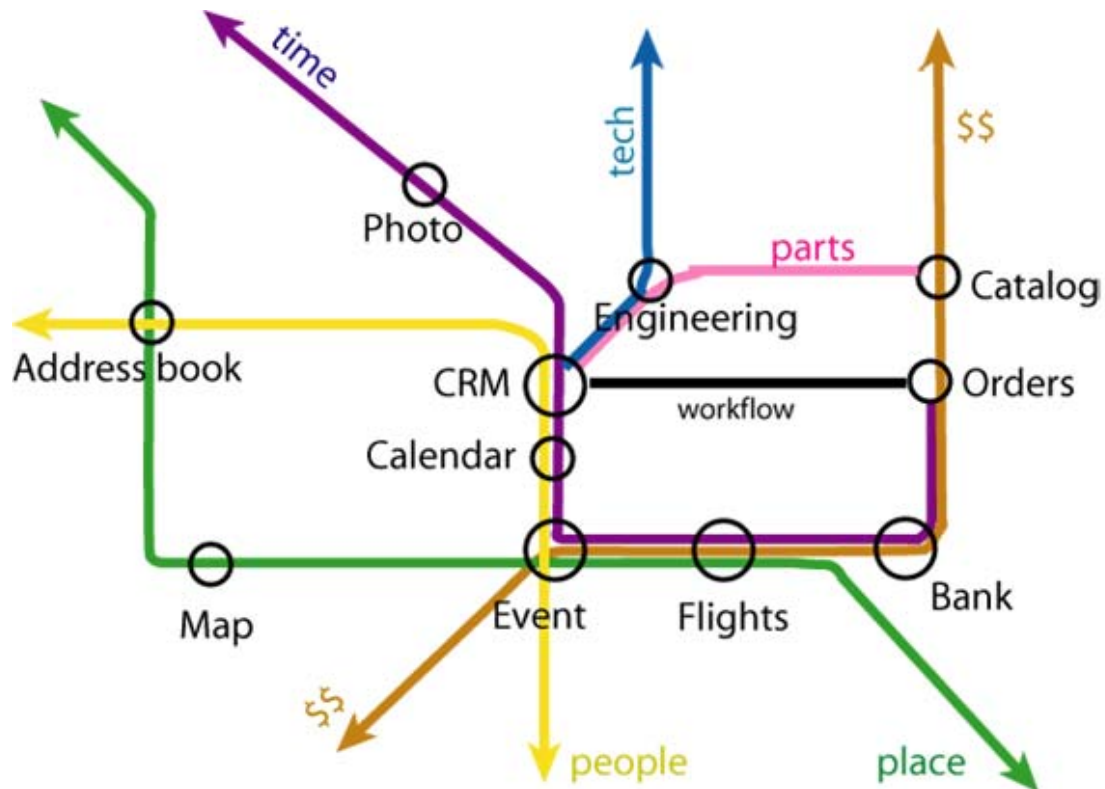 time
tech
$$
Photo
parts
Catalog
Engineering
Address book
CRM
Orders
workflow
Calendar
Event
Flights
Bank
Map
$$
people
place